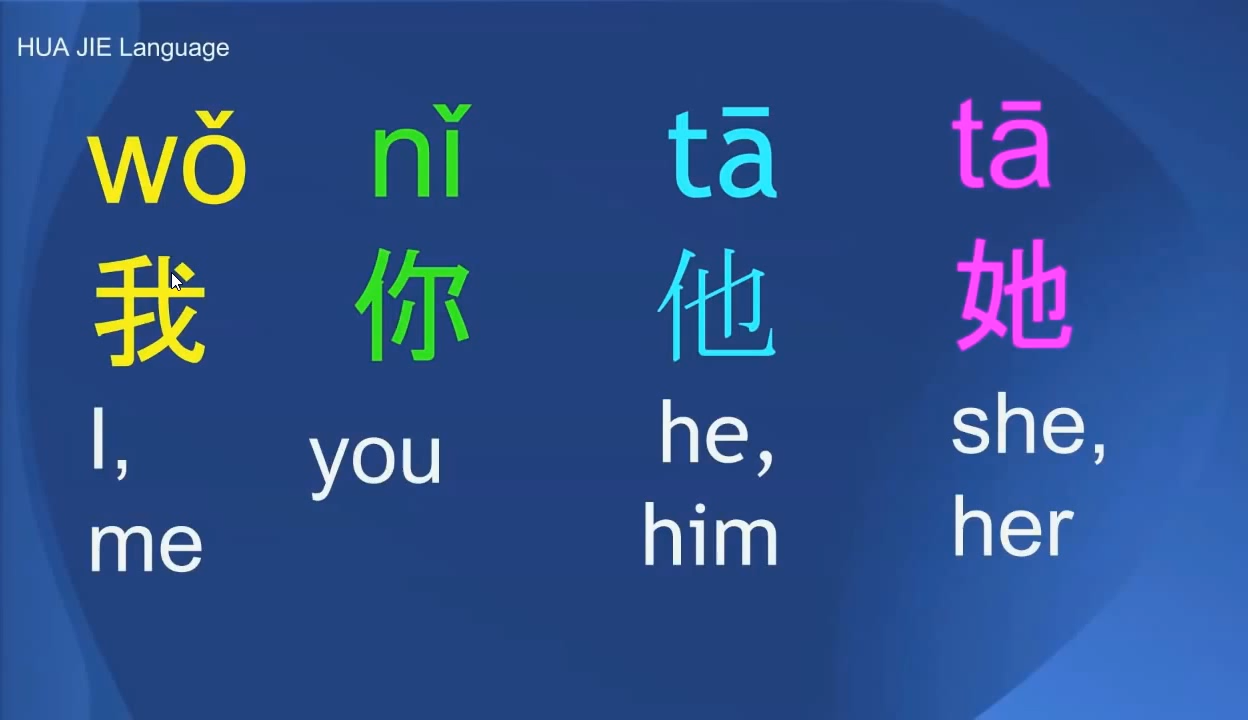 HUA JIE Language
wǒ nǐ tā tā
我 你 他 她
I, you he, she,
me him her